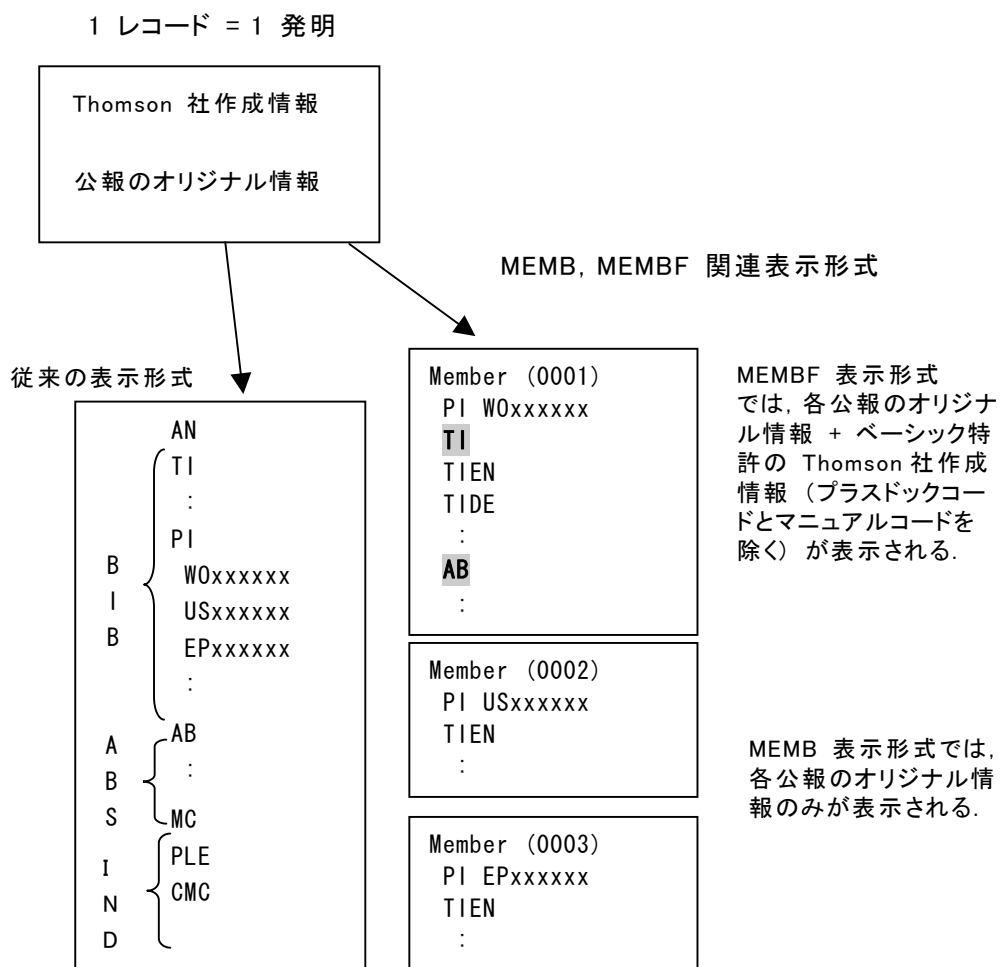 1 レコード = 1 発明
Thomson 社作成情報
公報のオリジナル情報
MEMB, MEMBF 関連表示形式
従来の表示形式
AN
TI
:
PI
WOxxxxxx
USxxxxxx
EPxxxxxx
:
AB
:
MC
PLE
CMC
B
I
B
A
B
S
I
N
D
Member (0001)
PI WOxxxxxx
TI
TIEN
TIDE
:
AB
:
Member (0002)
PI USxxxxxx
TIEN
:
Member (0003)
PI EPxxxxxx
TIEN
:
MEMBF 表示形式
では, 各公報のオリジナ
ル情報 + ベーシック特
許の Thomson 社作成
情報 (プラスドックコー
ドとマニュアルコードを
除く) が表示される.
MEMB 表示形式では,
各公報のオリジナル情
報のみが表示される.